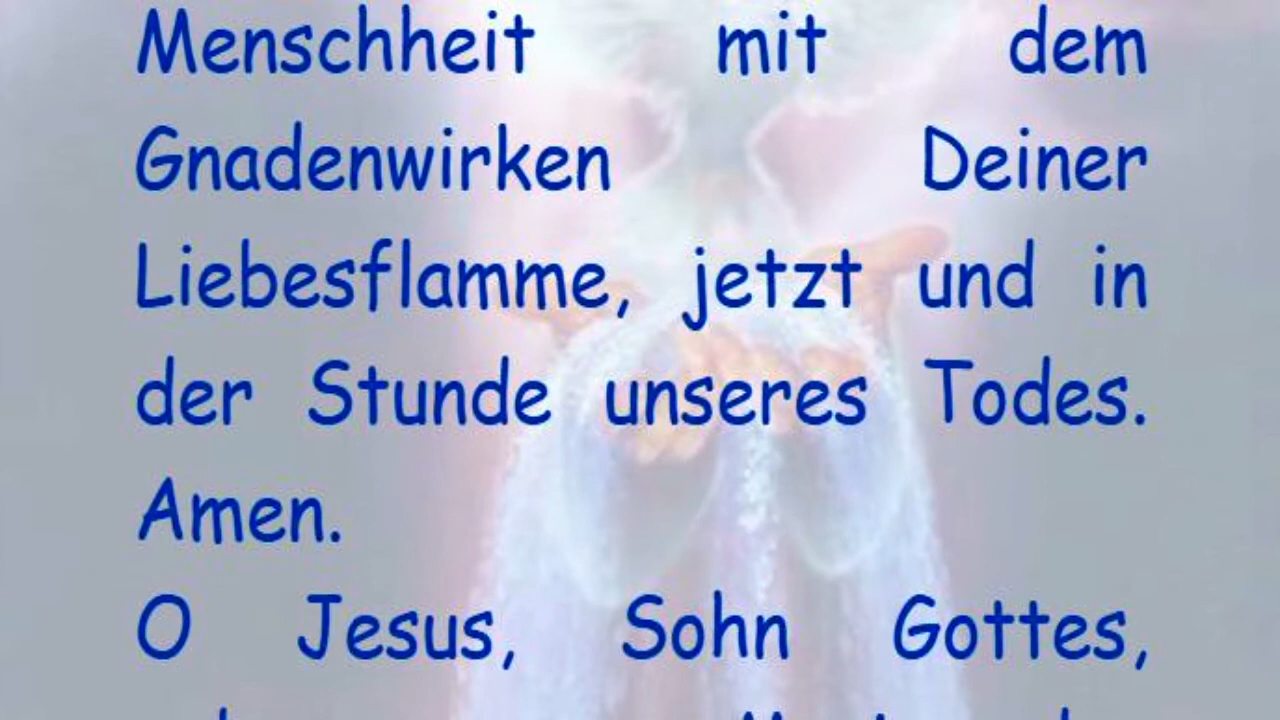 Menschheit mit dem
Gnadenwirken Deiner
Liebesflamme, jetzt und in
der Stunde unseres Todes.
Amen.
O Jesus, Sohn Gottes,